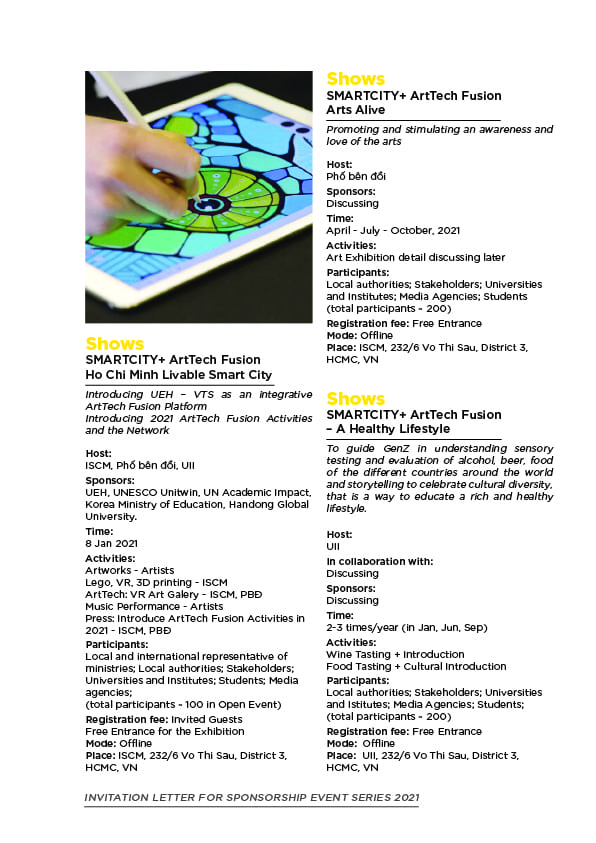 Shows
SMARTCITY+ ArtTech Fusion
Ho Chi Minh Livable Smart City
Introducing UEH – VTS as an integrative
ArtTech Fusion Platform
Introducing 2021 ArtTech Fusion Activities
and the Network
Host:
ISCM, Phố bên đồi, UII
Sponsors:
UEH, UNESCO Unitwin, UN Academic Impact,
Korea Ministry of Education, Handong Global
University.
Time:
8 Jan 2021
Activities:
Artworks - Artists
Lego, VR, 3D printing - ISCM
ArtTech: VR Art Galery - ISCM, PBĐ
Music Performance - Artists
Press: Introduce ArtTech Fusion Activities in
2021 - ISCM, PBĐ
Participants:
Local and international representative of
ministries; Local authorities; Stakeholders;
Universities and Institutes; Students; Media
agencies;
(total participants - 100 in Open Event)
Registration fee: Invited Guests
Free Entrance for the Exhibition
Mode: Offline
Place: ISCM, 232/6 Vo Thi Sau, District 3,
HCMC, VN
Shows
SMARTCITY+ ArtTech Fusion
Arts Alive
Promoting and stimulating an awareness and
love of the arts
Host:
Phố bên đồi
Sponsors:
Discussing
Time:
April - July - October, 2021
Activities:
Art Exhibition detail discussing later
Participants:
Local authorities; Stakeholders; Universities
and Institutes; Media Agencies; Students
(total participants - 200)
Registration fee: Free Entrance
Mode: Offline
Place: ISCM, 232/6 Vo Thi Sau, District 3,
HCMC, VN
Shows
SMARTCITY+ ArtTech Fusion
– A Healthy Lifestyle
To guide GenZ in understanding sensory
testing and evaluation of alcohol, beer, food
of the different countries around the world
and storytelling to celebrate cultural diversity,
that is a way to educate a rich and healthy
lifestyle.
Host:
UII
In collaboration with:
Discussing
Sponsors:
Discussing
Time:
2-3 times/year (in Jan, Jun, Sep)
Activities:
Wine Tasting + Introduction
Food Tasting + Cultural Introduction
Participants:
Local authorities; Stakeholders; Universities
and Istitutes; Media Agencies; Students;
(total participants - 200)
Registration fee: Free Entrance
Mode: Offline
Place: UII, 232/6 Vo Thi Sau, District 3,
HCMC, VN
INVITATION LETTER FOR SPONSORSHIP EVENT SERIES 2021